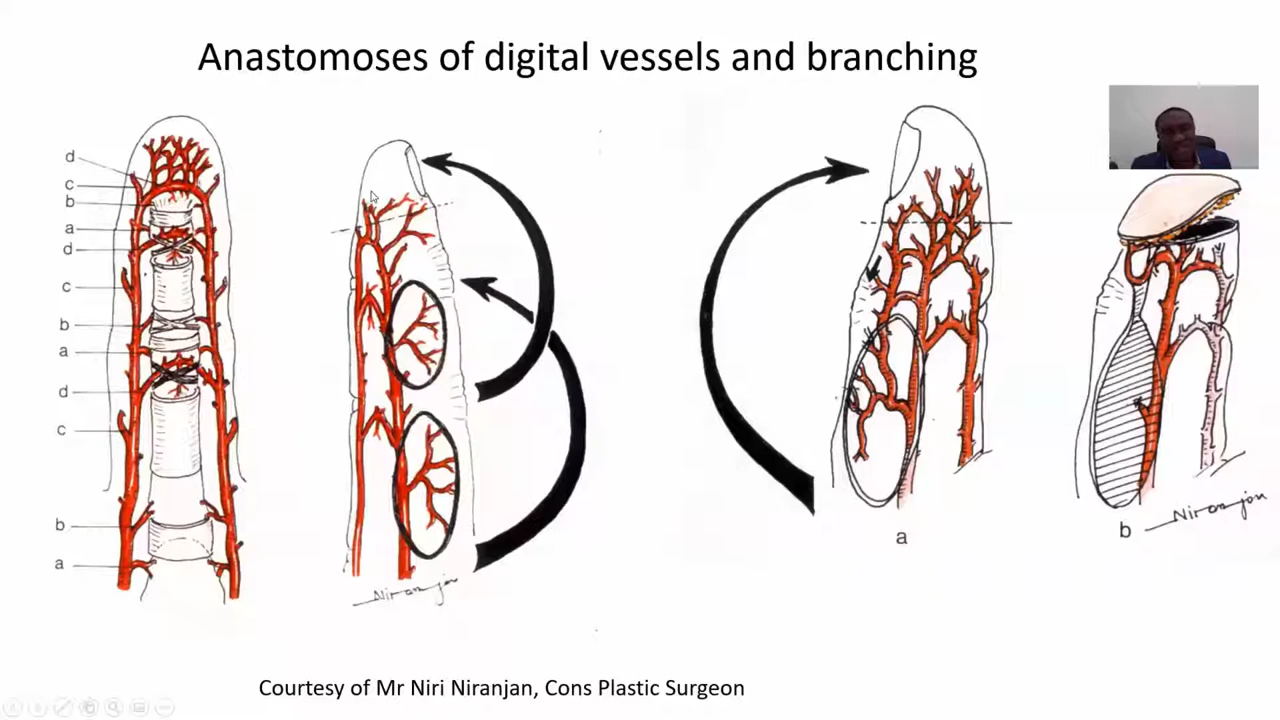 Anastomoses of digital vessels and branching
d
c
b
a
d
c
b
a
d
c
b
a
Niranjan
a
b
Niranjan
Courtesy of Mr Niri Niranjan, Cons Plastic Surgeon